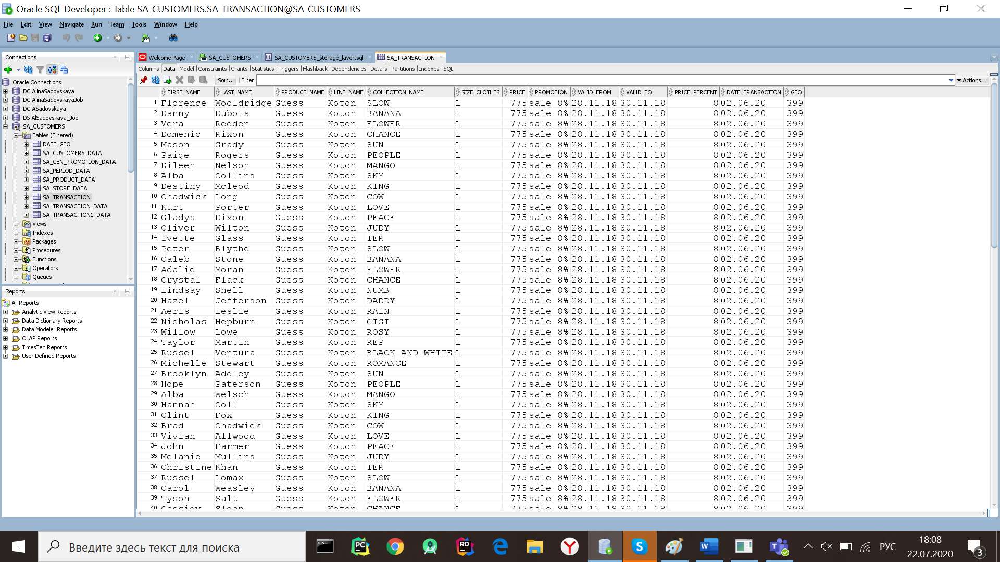 Oracle SQL Developer : Table SA_CUSTOMERS.SA_TRANSACTION@SA_CUSTOMERS
File Edit View Navigate Run Team Tools Window Help
Connections
Oracle Connections
DC AlinaSadovskaya
DC AlinaSadovskayaJob
DC ASadovskaya
DS AlSadovskaya_Job
SA_CUSTOMERS
Tables (Filtered)
DATE_GEO
SA_CUSTOMERS_DATA
SA_GEN_PROMOTION_DATA
SA_PERIOD_DATA
SA_PRODUCT_DATA
SA_STORE_DATA
SA_TRANSACTION
SA_TRANSACTION_DATA
SA_TRANSACTION1_DATA
Views
Indexes
Packages
Procedures
Functions
Operators
Queues
Reports
All Reports
Analytic View Reports
Data Dictionary Reports
Data Modeler Reports
OLAP Reports
TimesTen Reports
User Defined Reports
Welcome Page SA_CUSTOMERS SA_CUSTOMERS_storage_layer.sql SA_TRANSACTION
Columns Data Model Constraints Grants Statistics Triggers Flashback Dependencies Details Partitions Indexes SQL
Sort.. Filter: Actions...
FIRST_NAME LAST_NAME PRODUCT_NAME LINE_NAME COLLECTION_NAME SIZE_CLOTHES PRICE PROMOTION VALID_FROM VALID_TO PRICE_PERCENT DATE_TRANSACTION GEO
1 Florence Wooldridge Guess Koton SLOW L 775 sale 8% 28.11.18 30.11.18 8 02.06.20 399
2 Danny Dubois Guess Koton BANANA L 775 sale 8% 28.11.18 30.11.18 8 02.06.20 399
3 Vera Redden Guess Koton FLOWER L 775 sale 8% 28.11.18 30.11.18 8 02.06.20 399
4 Domenic Rixon Guess Koton CHANCE L 775 sale 8% 28.11.18 30.11.18 8 02.06.20 399
5 Mason Grady Guess Koton SUN L 775 sale 8% 28.11.18 30.11.18 8 02.06.20 399
6 Paige Rogers Guess Koton PEOPLE L 775 sale 8% 28.11.18 30.11.18 8 02.06.20 399
7 Eileen Nelson Guess Koton MANGO L 775 sale 8% 28.11.18 30.11.18 8 02.06.20 399
8 Alba Collins Guess Koton SKY L 775 sale 8% 28.11.18 30.11.18 8 02.06.20 399
9 Destiny Mcleod Guess Koton KING L 775 sale 8% 28.11.18 30.11.18 8 02.06.20 399
10 Chadwick Long Guess Koton COW L 775 sale 8% 28.11.18 30.11.18 8 02.06.20 399
11 Kurt Porter Guess Koton LOVE L 775 sale 8% 28.11.18 30.11.18 8 02.06.20 399
12 Gladys Dixon Guess Koton PEACE L 775 sale 8% 28.11.18 30.11.18 8 02.06.20 399
13 Oliver Wilton Guess Koton JUDY L 775 sale 8% 28.11.18 30.11.18 8 02.06.20 399
14 Ivette Glass Guess Koton IER L 775 sale 8% 28.11.18 30.11.18 8 02.06.20 399
15 Peter Blythe Guess Koton SLOW L 775 sale 8% 28.11.18 30.11.18 8 02.06.20 399
16 Caleb Stone Guess Koton BANANA L 775 sale 8% 28.11.18 30.11.18 8 02.06.20 399
17 Adalie Moran Guess Koton FLOWER L 775 sale 8% 28.11.18 30.11.18 8 02.06.20 399
18 Crystal Flack Guess Koton CHANCE L 775 sale 8% 28.11.18 30.11.18 8 02.06.20 399
19 Lindsay Snell Guess Koton NUMB L 775 sale 8% 28.11.18 30.11.18 8 02.06.20 399
20 Hazel Jefferson Guess Koton DADDY L 775 sale 8% 28.11.18 30.11.18 8 02.06.20 399
21 Aeris Leslie Guess Koton RAIN L 775 sale 8% 28.11.18 30.11.18 8 02.06.20 399
22 Nicholas Hepburn Guess Koton GIGI L 775 sale 8% 28.11.18 30.11.18 8 02.06.20 399
23 Willow Lowe Guess Koton ROSY L 775 sale 8% 28.11.18 30.11.18 8 02.06.20 399
24 Taylor Martin Guess Koton REP L 775 sale 8% 28.11.18 30.11.18 8 02.06.20 399
25 Russel Ventura Guess Koton BLACK AND WHITE L 775 sale 8% 28.11.18 30.11.18 8 02.06.20 399
26 Michelle Stewart Guess Koton ROMANCE L 775 sale 8% 28.11.18 30.11.18 8 02.06.20 399
27 Brooklyn Addley Guess Koton SUN L 775 sale 8% 28.11.18 30.11.18 8 02.06.20 399
28 Hope Paterson Guess Koton PEOPLE L 775 sale 8% 28.11.18 30.11.18 8 02.06.20 399
29 Alba Welsch Guess Koton MANGO L 775 sale 8% 28.11.18 30.11.18 8 02.06.20 399
30 Hannah Coll Guess Koton SKY L 775 sale 8% 28.11.18 30.11.18 8 02.06.20 399
31 Clint Fox Guess Koton KING L 775 sale 8% 28.11.18 30.11.18 8 02.06.20 399
32 Brad Chadwick Guess Koton COW L 775 sale 8% 28.11.18 30.11.18 8 02.06.20 399
33 Vivian Allwood Guess Koton LOVE L 775 sale 8% 28.11.18 30.11.18 8 02.06.20 399
34 John Farmer Guess Koton PEACE L 775 sale 8% 28.11.18 30.11.18 8 02.06.20 399
35 Melanie Mullins Guess Koton JUDY L 775 sale 8% 28.11.18 30.11.18 8 02.06.20 399
36 Christine Khan Guess Koton IER L 775 sale 8% 28.11.18 30.11.18 8 02.06.20 399
37 Russel Lomax Guess Koton SLOW L 775 sale 8% 28.11.18 30.11.18 8 02.06.20 399
38 Carol Weasley Guess Koton BANANA L 775 sale 8% 28.11.18 30.11.18 8 02.06.20 399
39 Tyson Salt Guess Koton FLOWER L 775 sale 8% 28.11.18 30.11.18 8 02.06.20 399
40 Cassidy Sloan Guess Koton CHANCE L 775 sale 8% 28.11.18 30.11.18 8 02.06.20 399
Введите здесь текст для поиска
РУС
18:08
22.07.2020
3